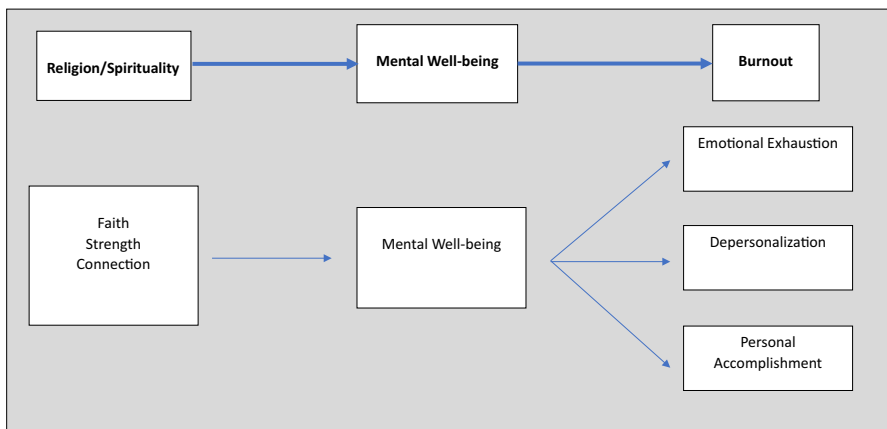 Religion/Spirituality
Mental Well-being
Burnout
Emotional Exhaustion
Faith
Strength
Connection
Mental Well-being
Depersonalization
Personal
Accomplishment